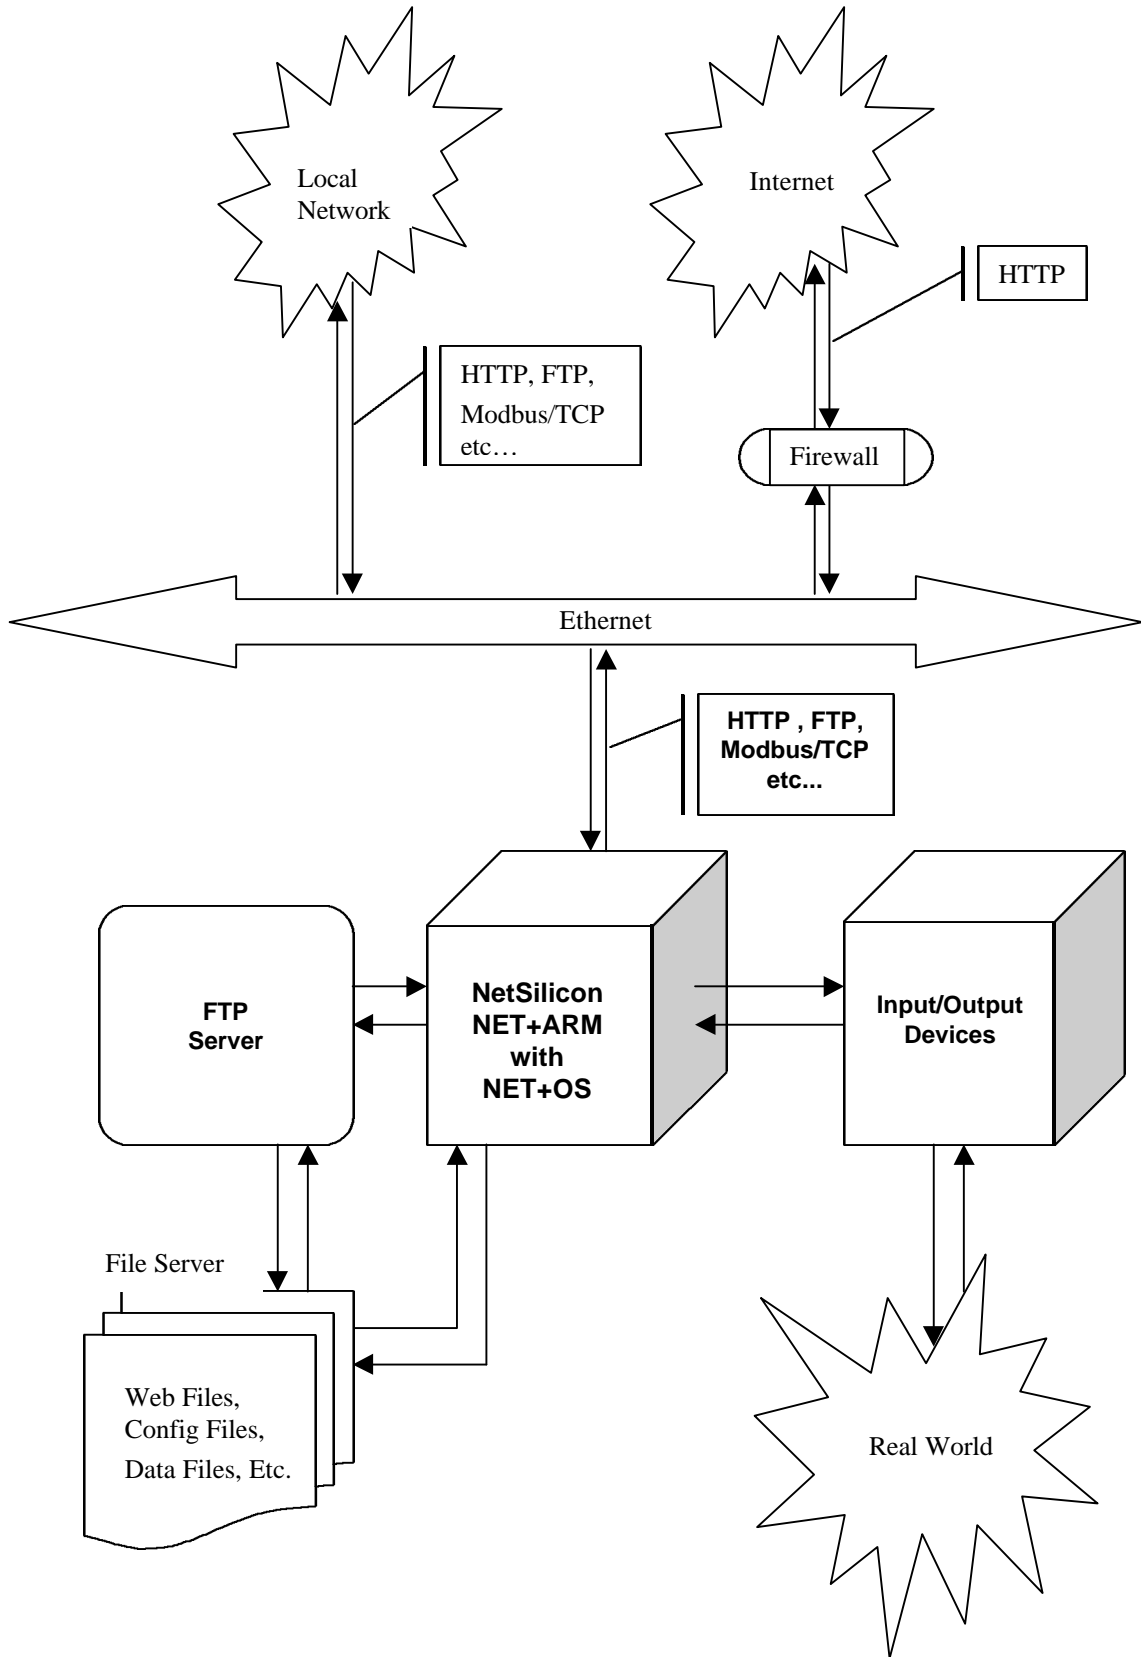 Local
Network
Internet
HTTP
HTTP, FTP,
Modbus/TCP
etc…
Firewall
Ethernet
HTTP , FTP,
Modbus/TCP
etc...
FTP
Server
NetSilicon
NET+ARM
with
NET+OS
Input/Output
Devices
File Server
Web Files,
Config Files,
Data Files, Etc.
Real World